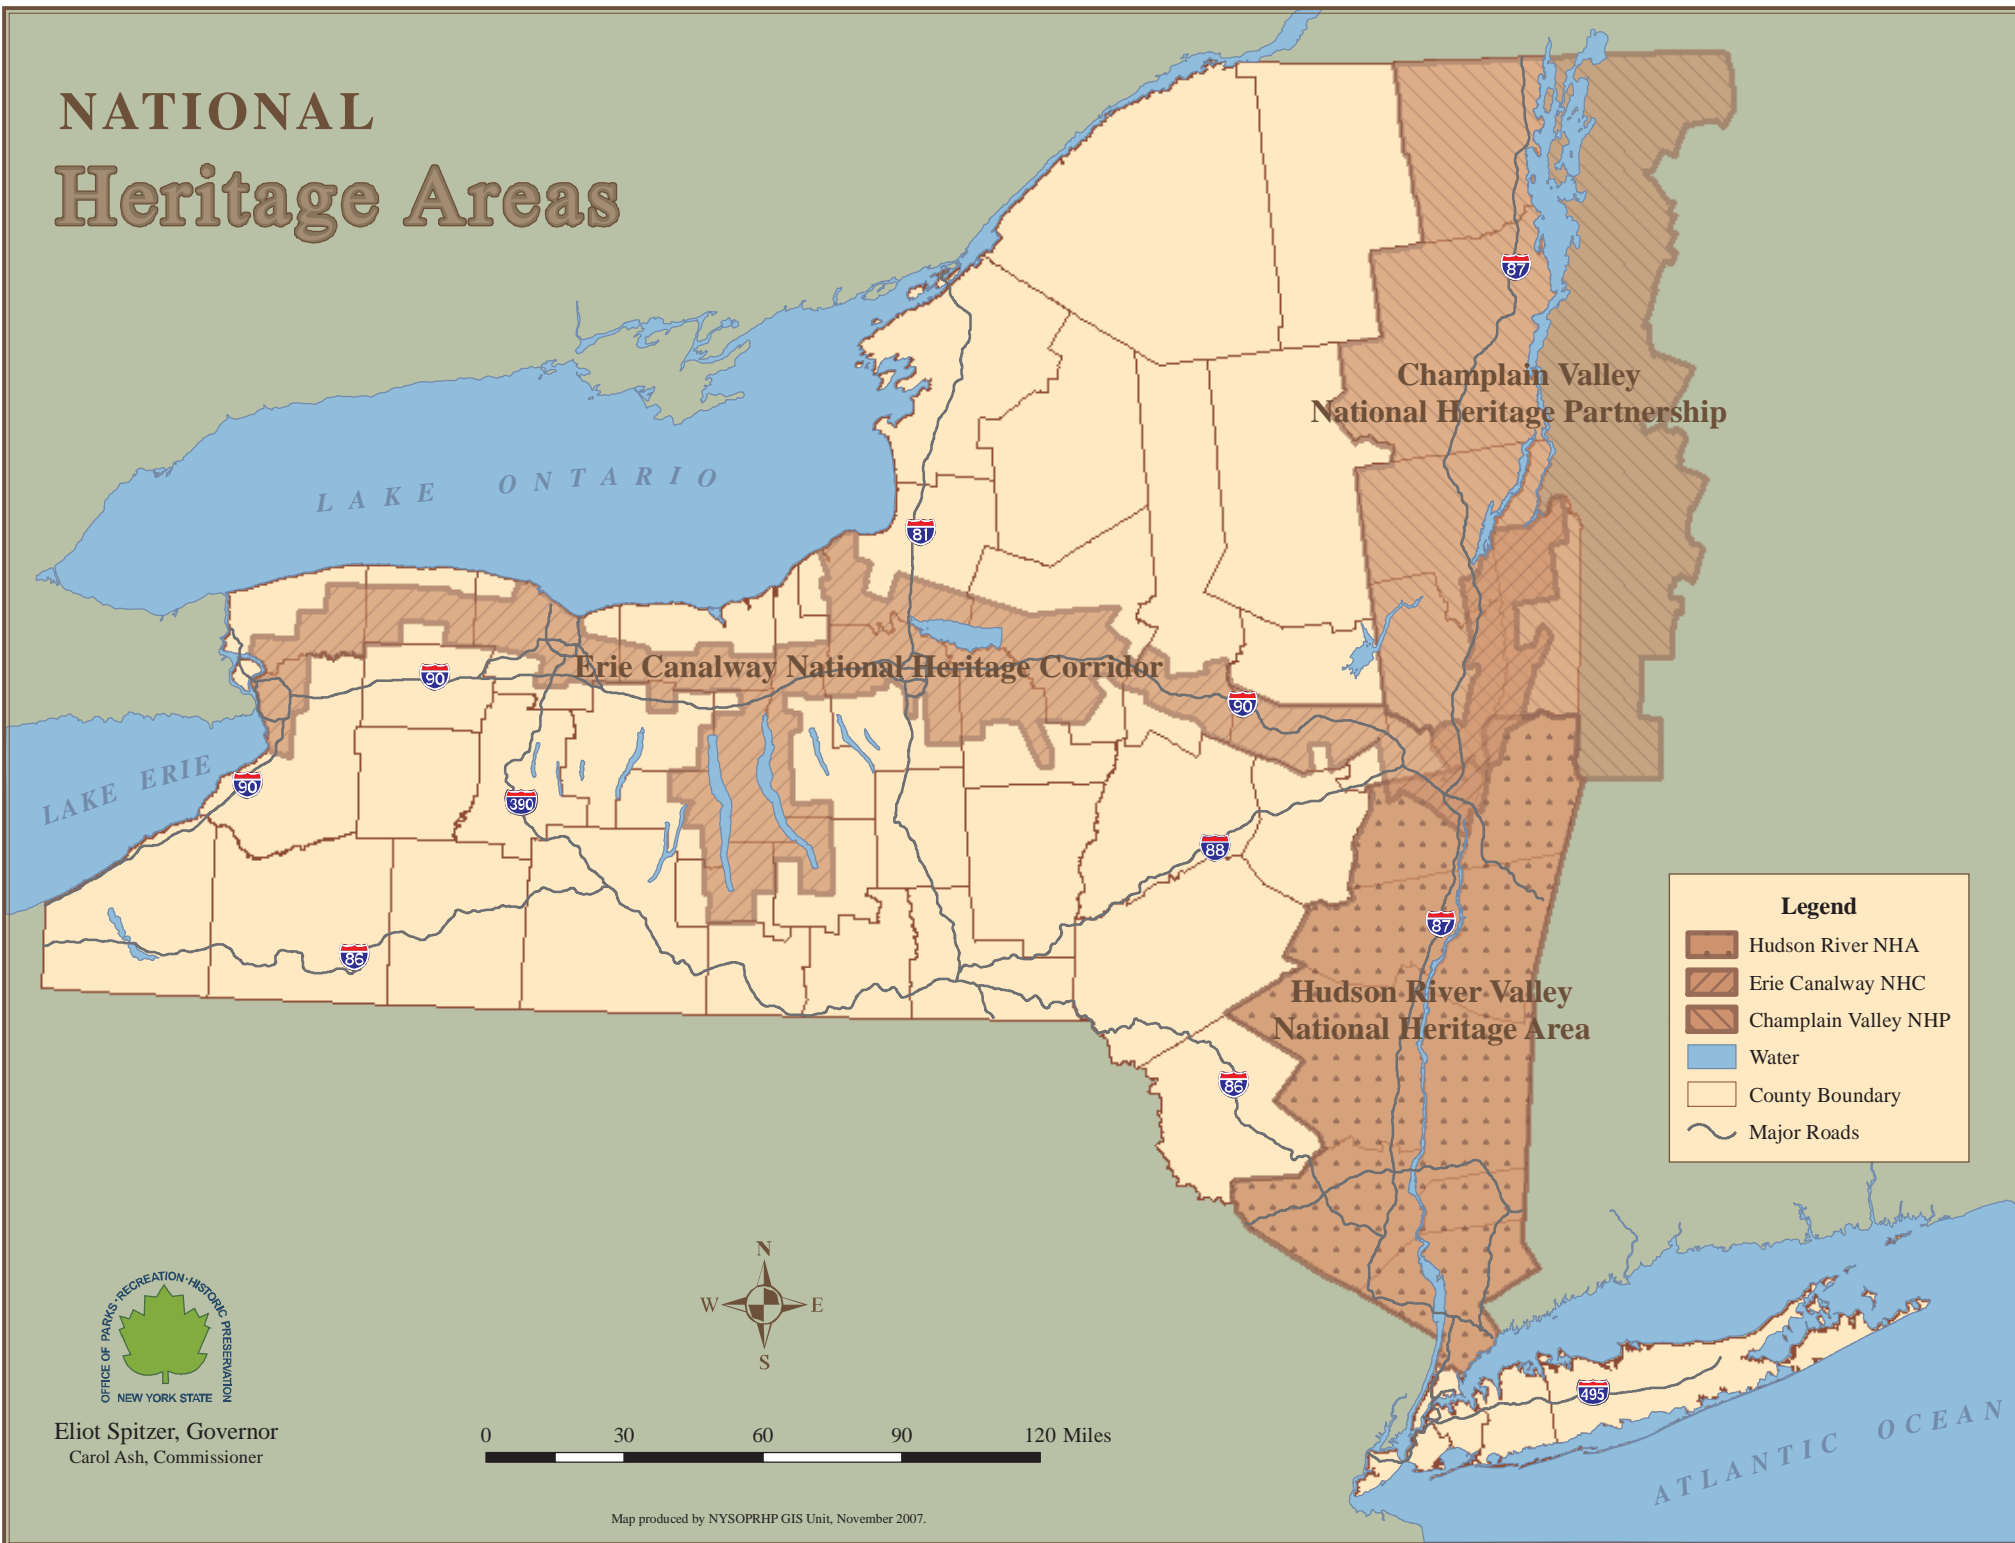 NATIONAL
Heritage Areas
LAKE ONTARIO
LAKE ERIE
ATLANTIC OCEAN
Champlain Valley
National Heritage Partnership
Erie Canalway National Heritage Corridor
Hudson River Valley
National Heritage Area
87
81
90
90
90
390
88
87
86
86
495
Legend
Hudson River NHA
Erie Canalway NHC
Champlain Valley NHP
Water
County Boundary
Major Roads
N
W E
S
OFFICE OF PARKS·RECREATION·HISTORIC PRESERVATION
NEW YORK STATE
Eliot Spitzer, Governor
Carol Ash, Commissioner
0 30 60 90 120 Miles
Map produced by NYSOPRHP GIS Unit, November 2007.